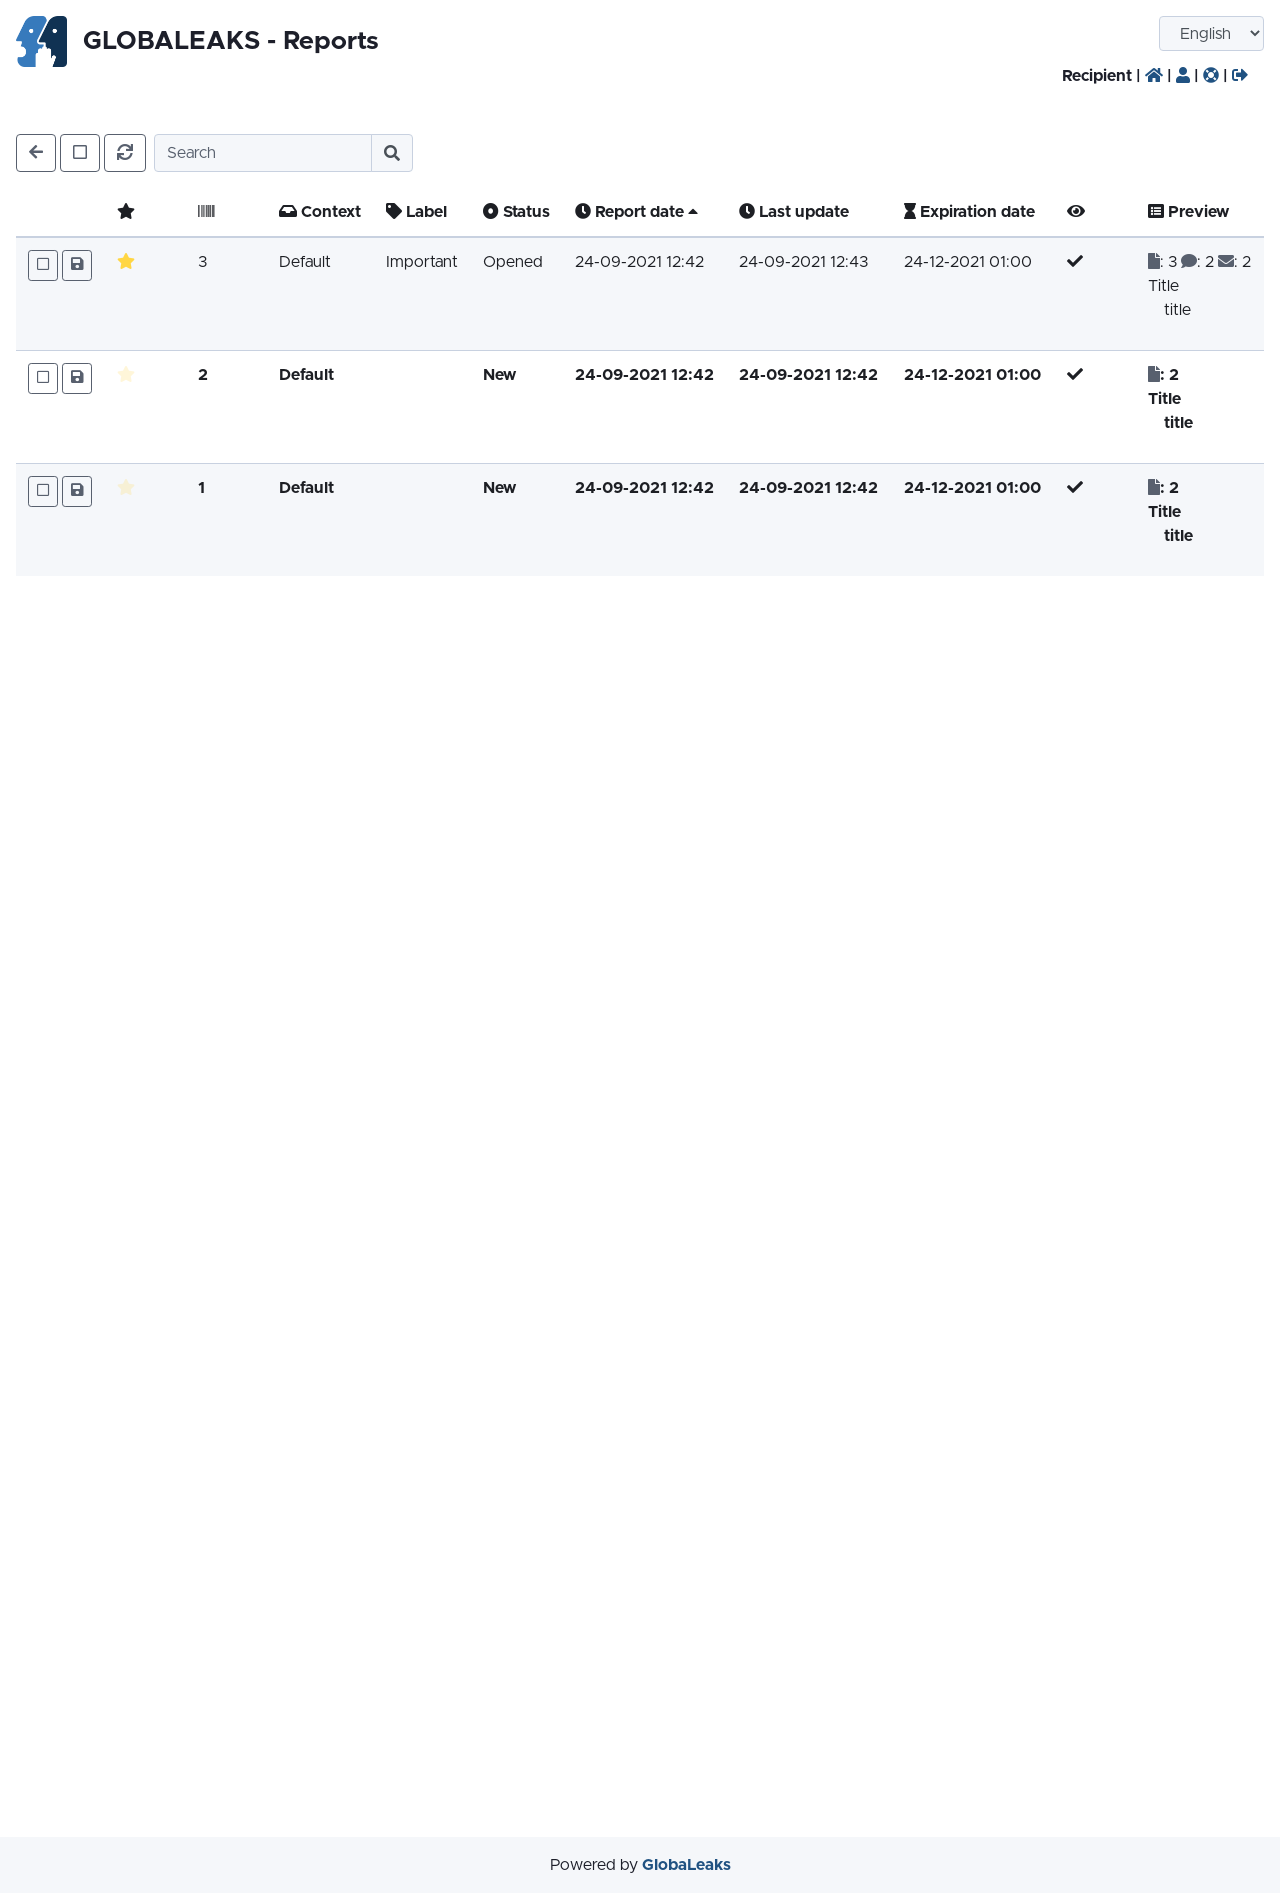 GLOBALEAKS - Reports
English
Recipient | | | |
Search
Context Label Status Report date Last update Expiration date Preview
3 Default Important Opened 24-09-2021 12:42 24-09-2021 12:43 24-12-2021 01:00 : 3 : 2 : 2
Title
title
2 Default New 24-09-2021 12:42 24-09-2021 12:42 24-12-2021 01:00 : 2
Title
title
1 Default New 24-09-2021 12:42 24-09-2021 12:42 24-12-2021 01:00 : 2
Title
title
Powered by GlobaLeaks